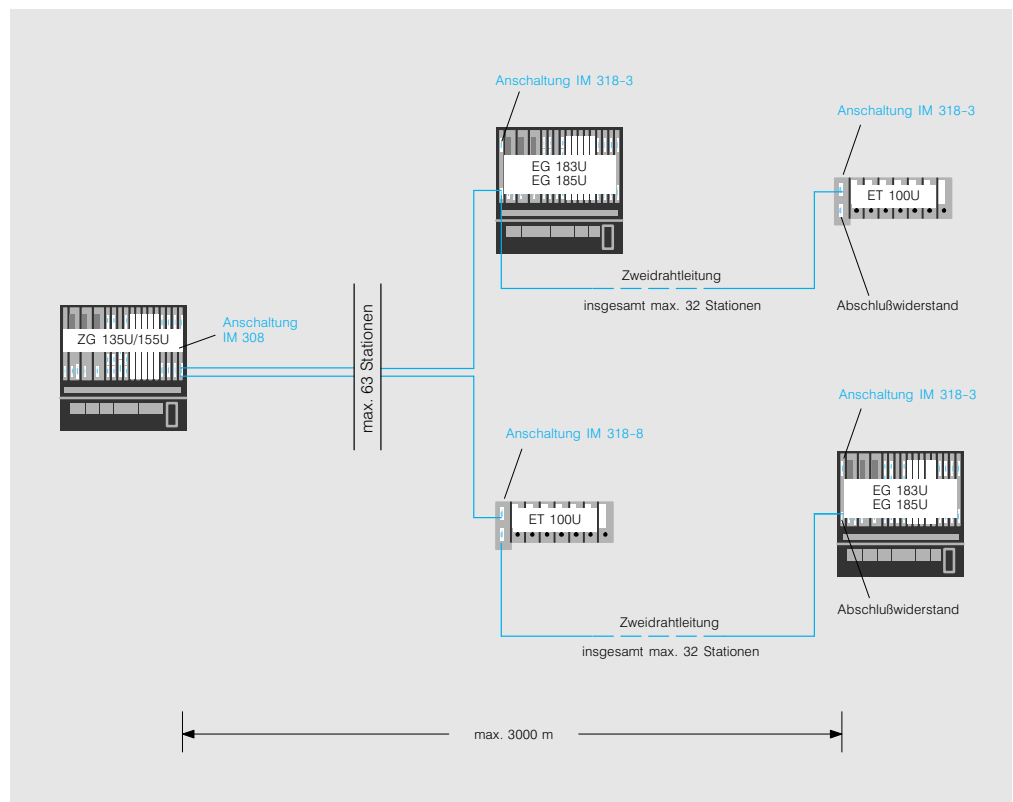 Anschaltung IM 318-3
EG 183U
EG 185U
Anschaltung IM 318-3
ET 100U
Zweidrahtleitung
insgesamt max. 32 Stationen
Abschlußwiderstand
ZG 135U/155U
Anschaltung
IM 308
max. 63 Stationen
Anschaltung IM 318-8
ET 100U
Anschaltung IM 318-3
EG 183U
EG 185U
Abschlußwiderstand
Zweidrahtleitung
insgesamt max. 32 Stationen
max. 3000 m